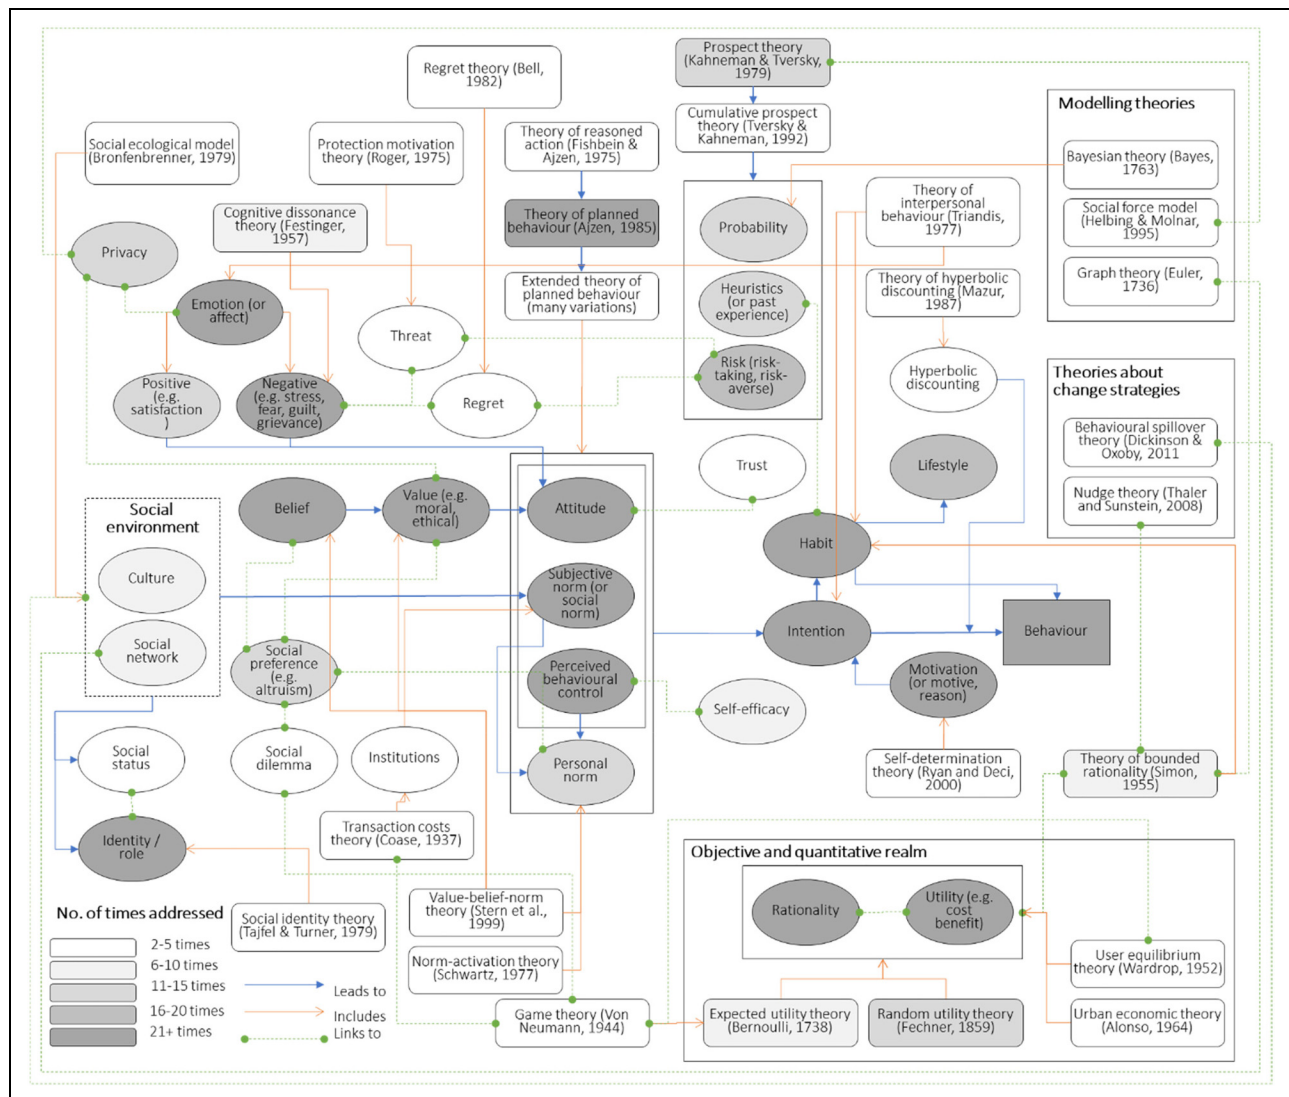 Regret theory (Bell,
1982)
Prospect theory
(Kahneman & Tversky,
1979)
Modelling theories
Social ecological model
(Bronfenbrenner, 1979)
Protection motivation
theory (Roger, 1975)
Theory of reasoned
action (Fishbein &
Ajzen, 1975)
Cumulative prospect
theory (Tversky &
Kahneman, 1992)
Bayesian theory (Bayes,
1763)
Cognitive dissonance
theory (Festinger,
1957)
Theory of planned
behaviour (Ajzen, 1985)
Probability
Theory of
interpersonal
behaviour (Triandis,
1977)
Social force model
(Helbing & Molnar,
1995)
Privacy
Emotion (or
affect)
Extended theory of
planned behaviour
(many variations)
Heuristics
(or past
experience)
Theory of hyperbolic
discounting (Mazur,
1987)
Graph theory (Euler,
1736)
Threat
Positive
(e.g.
satisfaction
)
Negative
(e.g. stress,
fear, guilt,
grievance)
Regret
Risk (risk-
taking, risk-
averse)
Hyperbolic
discounting
Theories about
change strategies
Behavioural spillover
theory (Dickinson &
Oxoby, 2011
Nudge theory (Thaler
and Sunstein, 2008)
Trust
Lifestyle
Social
environment
Belief
Value (e.g.
moral,
ethical)
Attitude
Habit
Culture
Subjective
norm (or
social
norm)
Intention
Behaviour
Social
network
Social
preference
(e.g.
altruism)
Perceived
behavioural
control
Self-efficacy
Motivation
(or motive,
reason)
Social
status
Social
dilemma
Institutions
Personal
norm
Self-determination
theory (Ryan and Deci,
2000)
Theory of bounded
rationality (Simon,
1955)
Identity /
role
Transaction costs
theory (Coase, 1937)
Objective and quantitative realm
Rationality
Utility (e.g.
cost
benefit)
Social identity theory
(Tajfel & Turner, 1979)
Value-belief-norm
theory (Stern et al.,
1999)
Norm-activation theory
(Schwartz, 1977)
User equilibrium
theory (Wardrop, 1952)
Game theory (Von
Neumann, 1944)
Expected utility theory
(Bernoulli, 1738)
Random utility theory
(Fechner, 1859)
Urban economic theory
(Alonso, 1964)
No. of times addressed
2-5 times
6-10 times
11-15 times
16-20 times
21+ times
Leads to
Includes
Links to